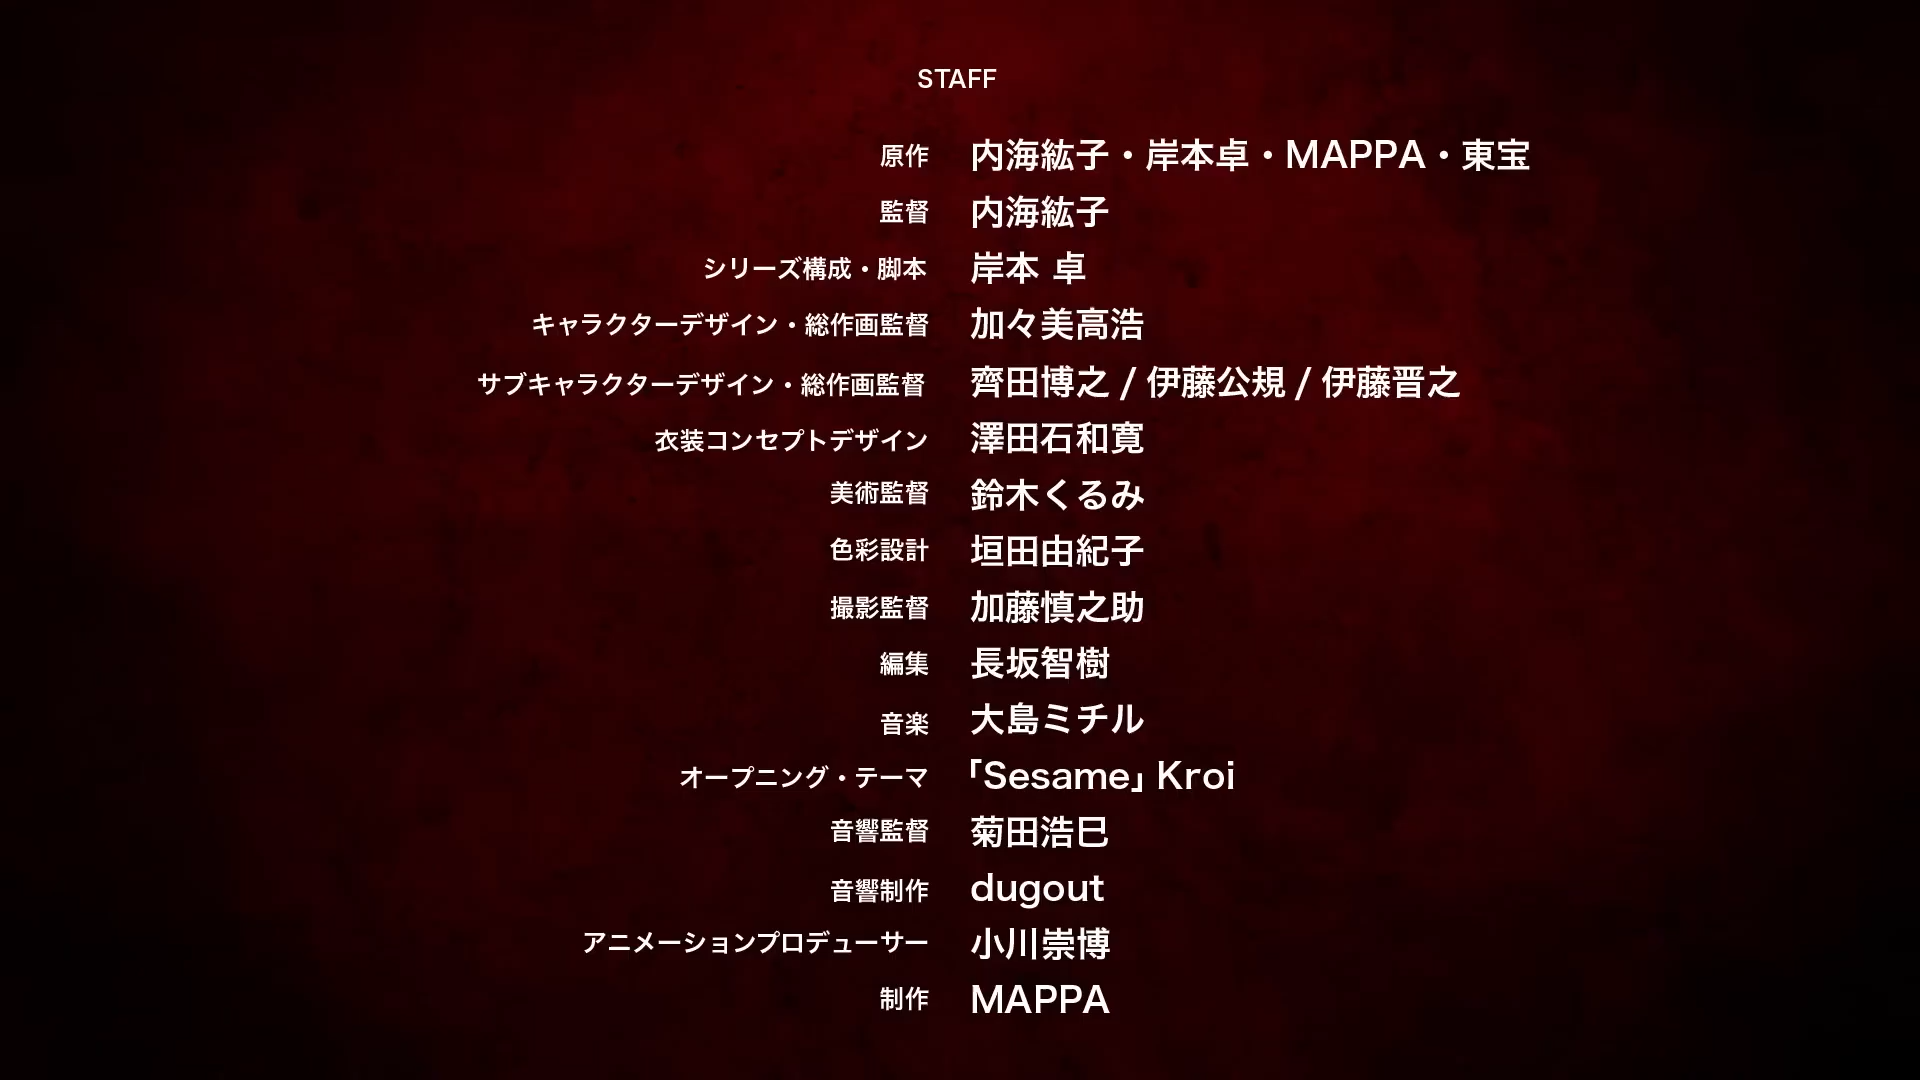 STAFF
原作 内海紘子・岸本卓・MAPPA・東宝
監督 内海紘子
シリーズ構成・脚本 岸本 卓
キャラクターデザイン・総作画監督 加々美高浩
サブキャラクターデザイン・総作画監督 齊田博之 / 伊藤公規 / 伊藤晋之
衣装コンセプトデザイン 澤田石和寛
美術監督 鈴木くるみ
色彩設計 垣田由紀子
撮影監督 加藤慎之助
編集 長坂智樹
音楽 大島ミチル
オープニング・テーマ 「Sesame」 Kroi
音響監督 菊田浩巳
音響制作 dugout
アニメーションプロデューサー 小川崇博
制作 MAPPA